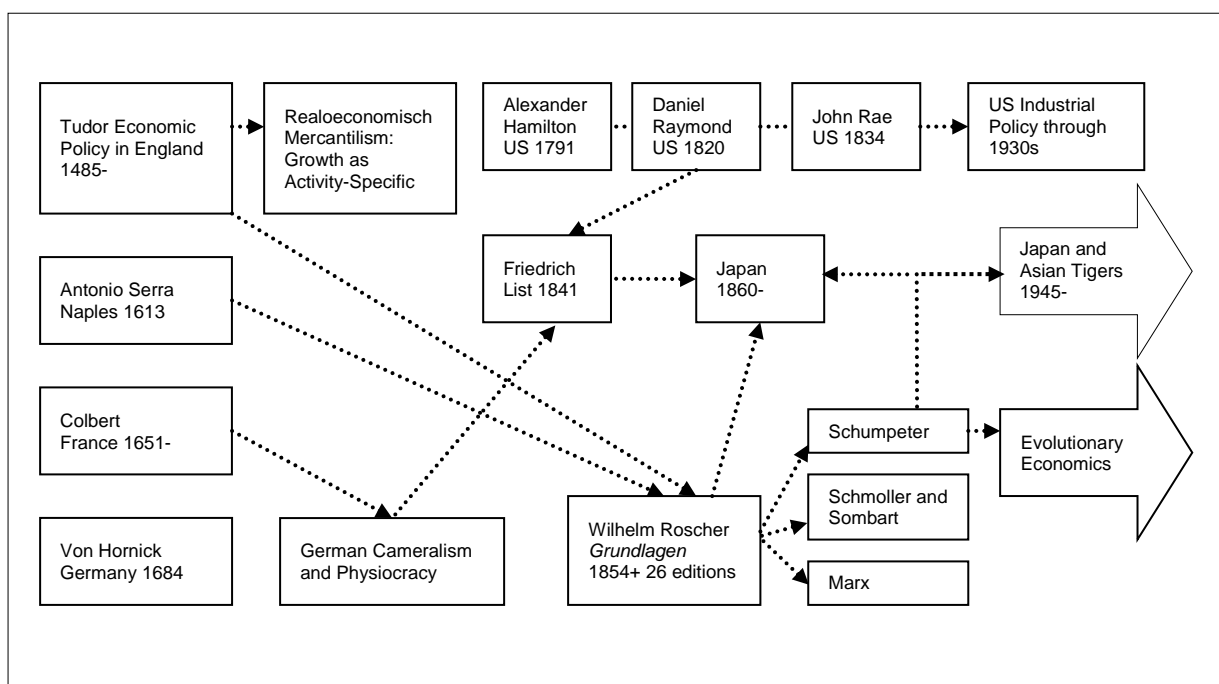 Tudor Economic
Policy in England
1485-
Realoeconomisch
Mercantilism:
Growth as
Activity-Specific
Alexander
Hamilton
US 1791
Daniel
Raymond
US 1820
John Rae
US 1834
US Industrial
Policy through
1930s
Antonio Serra
Naples 1613
Friedrich
List 1841
Japan
1860-
Japan and
Asian Tigers
1945-
Colbert
France 1651-
Schumpeter
Evolutionary
Economics
Von Hornick
Germany 1684
German Cameralism
and Physiocracy
Wilhelm Roscher
Grundlagen
1854+ 26 editions
Schmoller and
Sombart
Marx